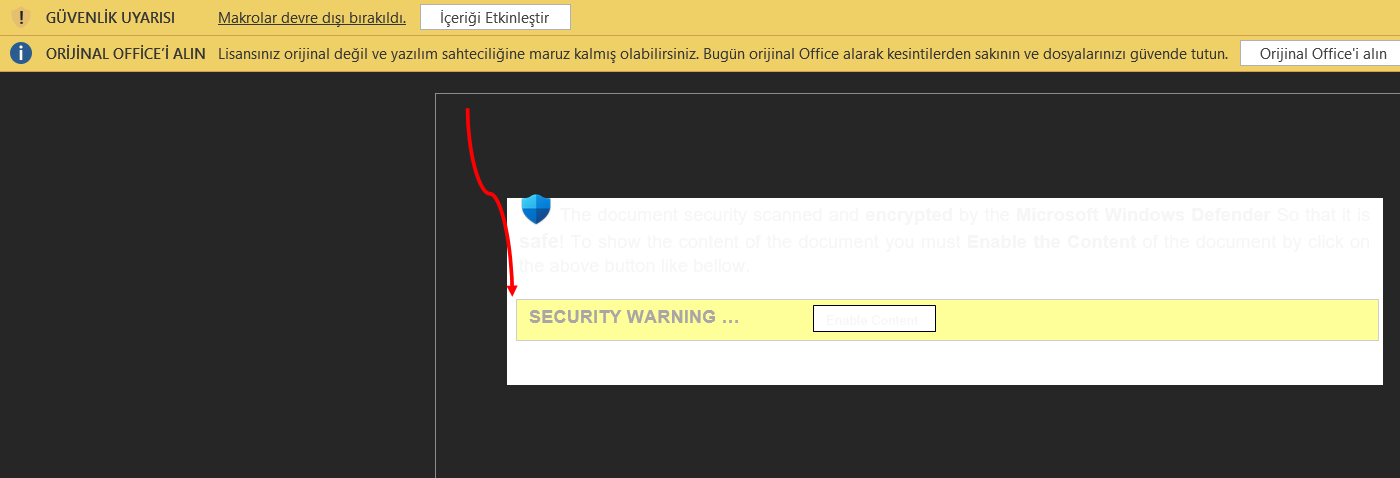 GÜVENLİK UYARISI Makrolar devre dışı bırakıldı. İçeriği Etkinleştir
ORİJİNAL OFFİCE'İ ALIN Lisansınız orijinal değil ve yazılım sahteciliğine maruz kalmış olabilirsiniz. Bugün orijinal Office alarak kesintilerden sakının ve dosyalarınızı güvende tutun. Orijinal Office'i alın
The document security scanned and encrypted by the Microsoft Windows Defender So that it is
safe! To show the content of the document you must Enable the Content of the document by click on
the above button like bellow.
SECURITY WARNING ... Enable Content